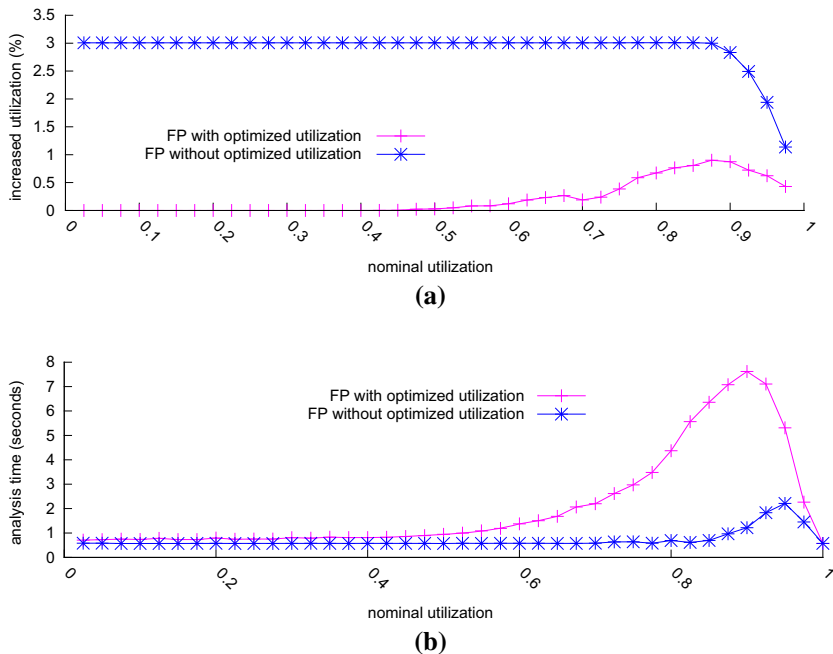 3.5
3
2.5
2
1.5
1
0.5
0
increased utilization (%)
FP with optimized utilization
FP without optimized utilization
0 0.1 0.2 0.3 0.4 0.5 0.6 0.7 0.8 0.9 1
nominal utilization
(a)
8
7
6
5
4
3
2
1
0
analysis time (seconds)
FP with optimized utilization
FP without optimized utilization
0 0.2 0.4 0.6 0.8 1
nominal utilization
(b)